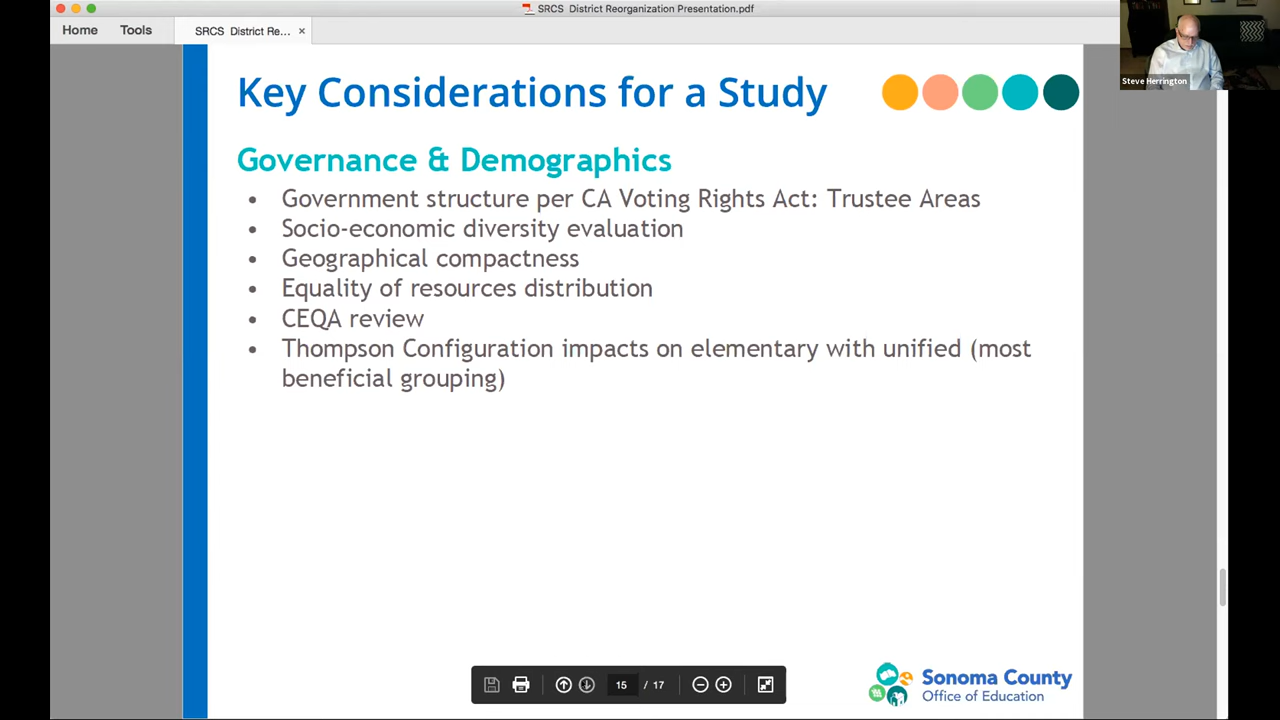 SRCS District Reorganization Presentation.pdf
Home Tools SRCS District Re... ×
Steve Herrington
Key Considerations for a Study
Governance & Demographics
• Government structure per CA Voting Rights Act: Trustee Areas
• Socio-economic diversity evaluation
• Geographical compactness
• Equality of resources distribution
• CEQA review
• Thompson Configuration impacts on elementary with unified (most
beneficial grouping)
15 / 17
Sonoma County
Office of Education